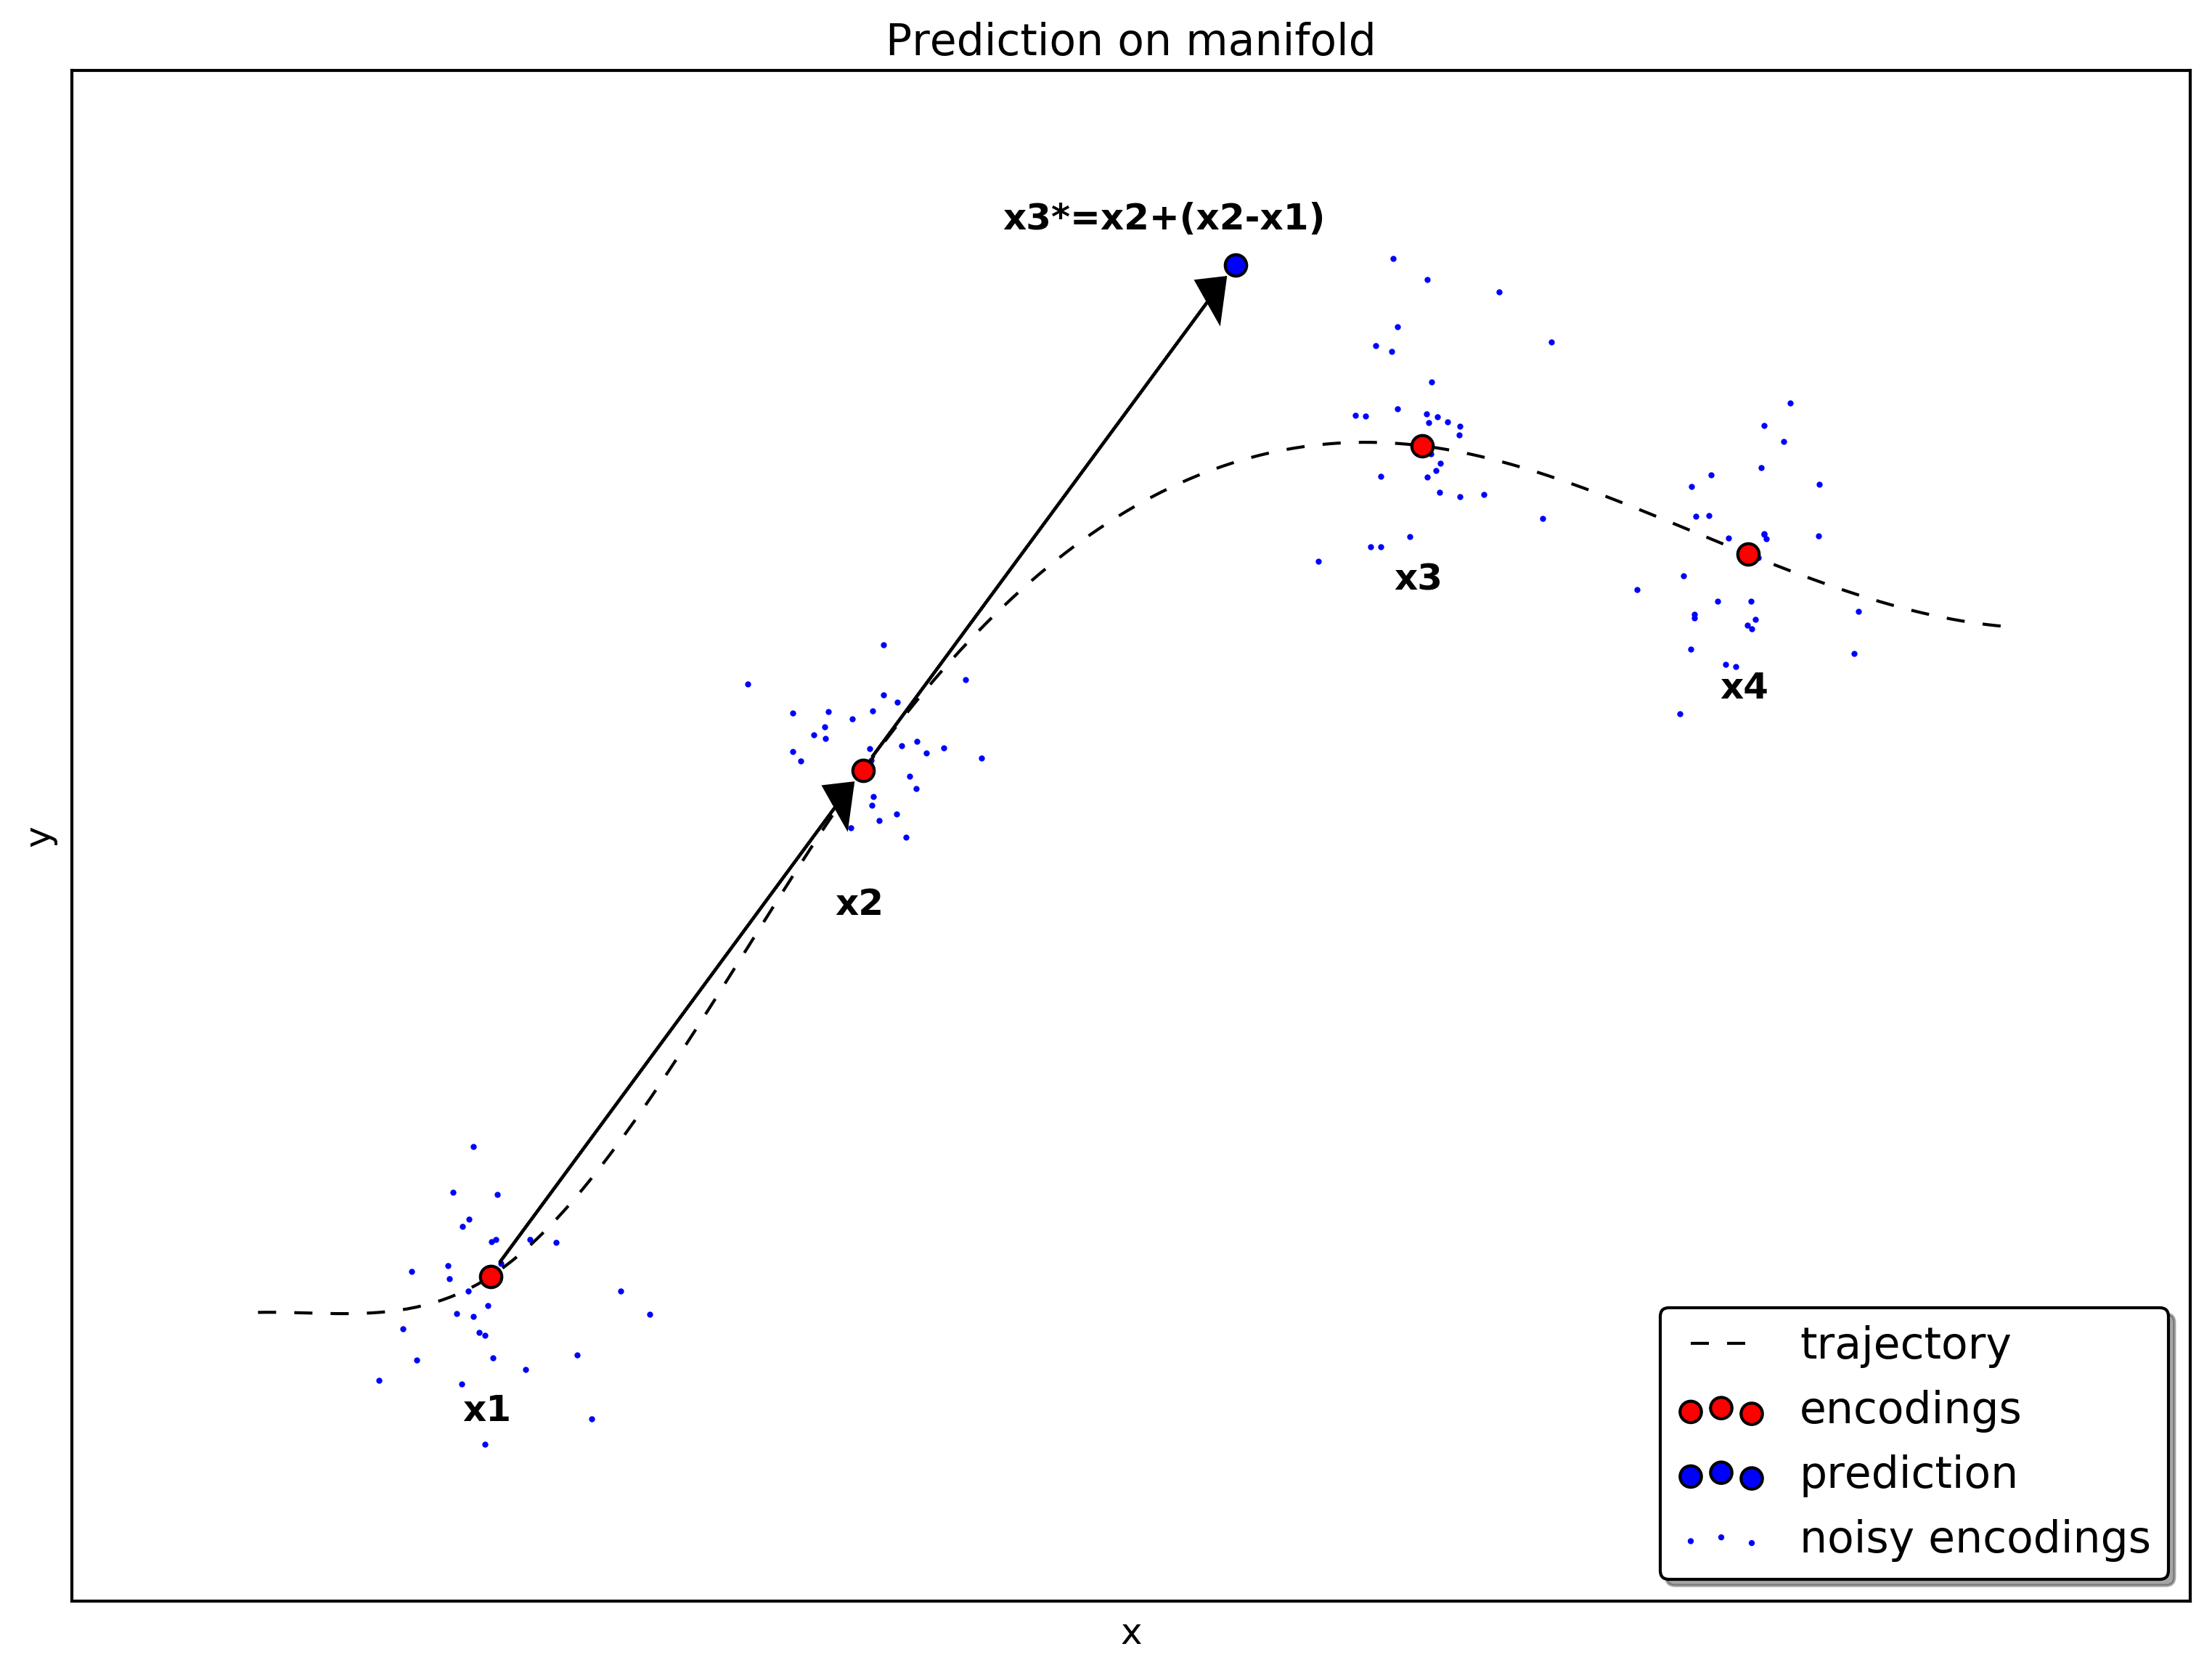 Prediction on manifold
x3*=x2+(x2-x1)
x3
x4
x2
y
x1
trajectory
encodings
prediction
noisy encodings
x